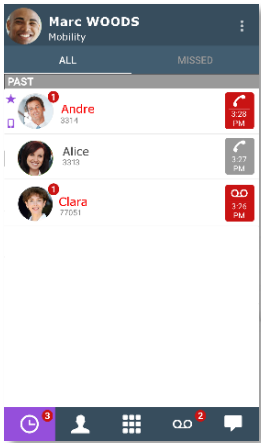 Marc WOODS
Mobility
ALL MISSED
PAST
1
Andre
3314
3:28
PM
Alice
3313
3:27
PM
1
Clara
77051
3:26
PM
3 2